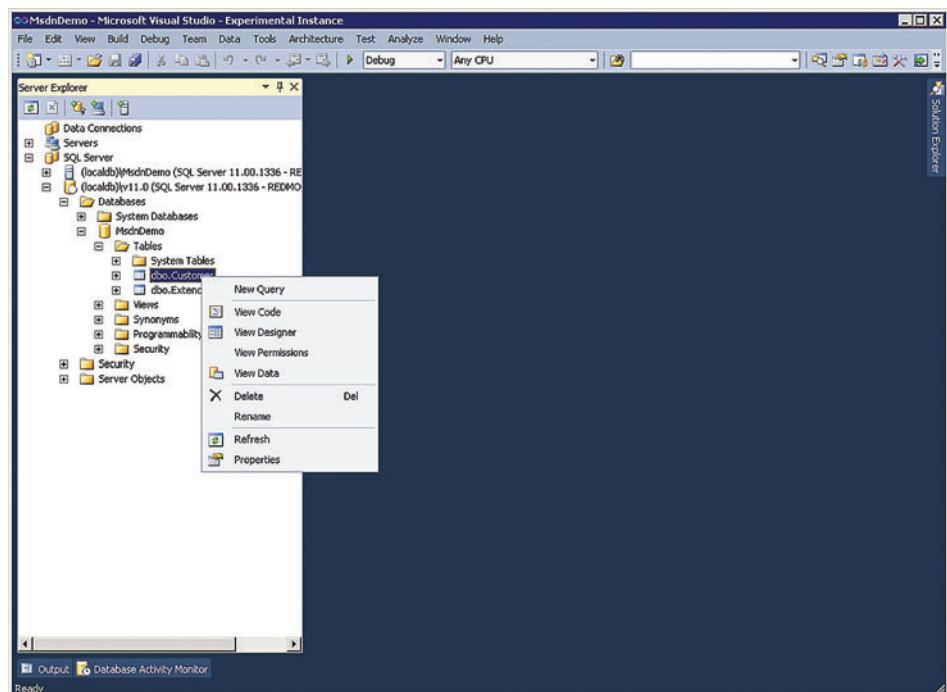 MsdnDemo - Microsoft Visual Studio - Experimental Instance
File Edit View Build Debug Team Data Tools Architecture Test Analyze Window Help
Debug Any CPU
Server Explorer
Solution Explorer
Data Connections
Servers
SQL Server
(localdb)\MsdnDemo (SQL Server 11.00.1336 - RE
(localdb)\v11.0 (SQL Server 11.00.1336 - REDMO
Databases
System Databases
MsdnDemo
Tables
System Tables
dbo.Customer
dbo.Extend
Views
Synonyms
Programmability
Security
Security
Server Objects
New Query
View Code
View Designer
View Permissions
View Data
Delete Del
Rename
Refresh
Properties
Output Database Activity Monitor
Ready